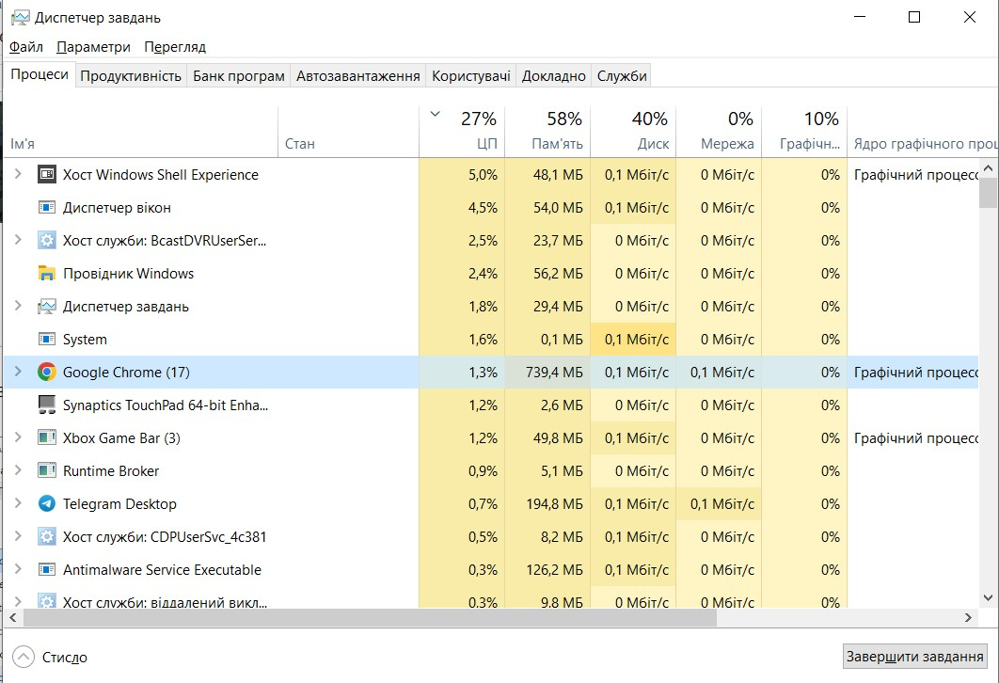 Диспетчер завдань
Файл Параметри Перегляд
Процеси Продуктивність Банк програм Автозавантаження Користувачі Докладно Служби
27% 58% 40% 0% 10%
Ім'я Стан ЦП Пам'ять Диск Мережа Графічн... Ядро графічного проц
Хост Windows Shell Experience 5,0% 48,1 МБ 0,1 Мбіт/с 0 Мбіт/с 0% Графічний процесс
Диспетчер вікон 4,5% 54,0 МБ 0,1 Мбіт/с 0 Мбіт/с 0%
Хост служби: BcastDVRUserSer... 2,5% 23,7 МБ 0 Мбіт/с 0 Мбіт/с 0%
Провідник Windows 2,4% 56,2 МБ 0 Мбіт/с 0 Мбіт/с 0%
Диспетчер завдань 1,8% 29,4 МБ 0 Мбіт/с 0 Мбіт/с 0%
System 1,6% 0,1 МБ 0,1 Мбіт/с 0 Мбіт/с 0%
Google Chrome (17) 1,3% 739,4 МБ 0,1 Мбіт/с 0,1 Мбіт/с 0% Графічний процесс
Synaptics TouchPad 64-bit Enha... 1,2% 2,6 МБ 0 Мбіт/с 0 Мбіт/с 0%
Xbox Game Bar (3) 1,2% 49,8 МБ 0,1 Мбіт/с 0 Мбіт/с 0% Графічний процесс
Runtime Broker 0,9% 5,1 МБ 0 Мбіт/с 0 Мбіт/с 0%
Telegram Desktop 0,7% 194,8 МБ 0,1 Мбіт/с 0,1 Мбіт/с 0%
Хост служби: CDPUserSvc_4c381 0,5% 8,2 МБ 0,1 Мбіт/с 0 Мбіт/с 0%
Antimalware Service Executable 0,3% 126,2 МБ 0,1 Мбіт/с 0 Мбіт/с 0%
Хост служби: віддалений викл... 0,3% 9,8 МБ 0 Мбіт/с 0 Мбіт/с 0%
Стисло Завершити завдання